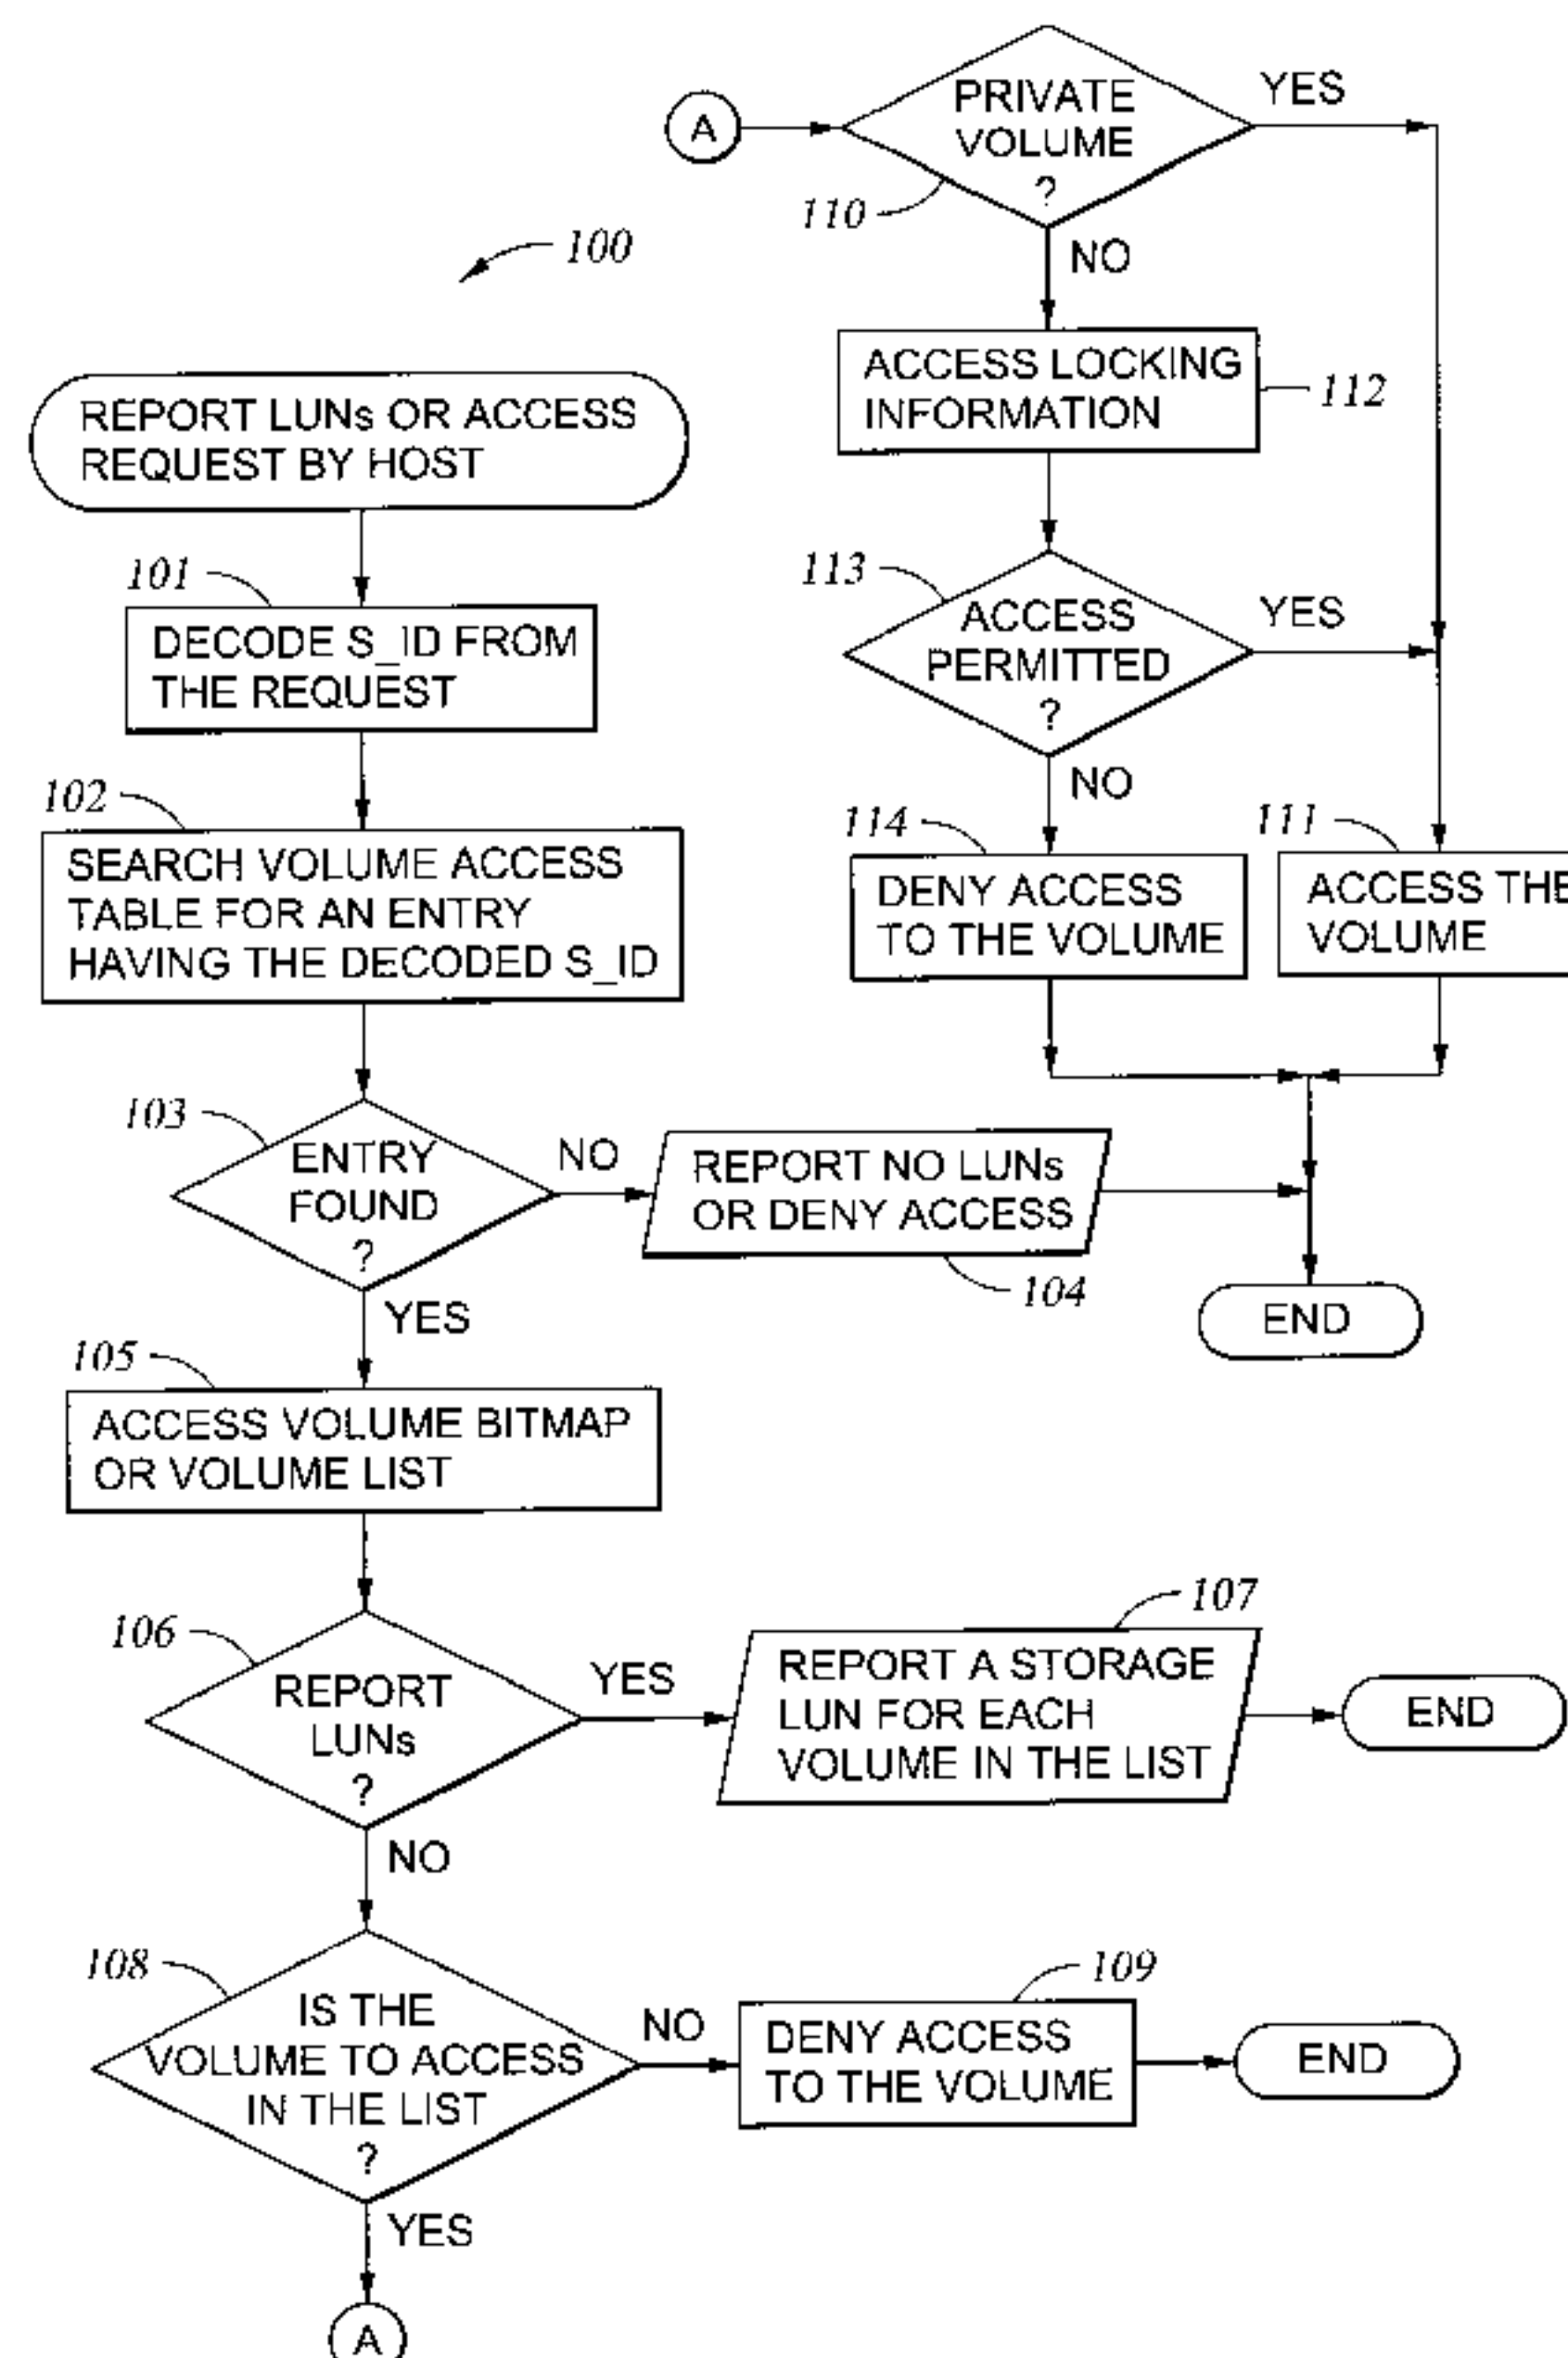 100
REPORT LUNs OR ACCESS
REQUEST BY HOST
101
DECODE S_ID FROM
THE REQUEST
102
SEARCH VOLUME ACCESS
TABLE FOR AN ENTRY
HAVING THE DECODED S_ID
103
ENTRY
FOUND
?
NO
REPORT NO LUNs
OR DENY ACCESS
104
YES
105
ACCESS VOLUME BITMAP
OR VOLUME LIST
106
REPORT
LUNs
?
YES
107
REPORT A STORAGE
LUN FOR EACH
VOLUME IN THE LIST
END
NO
108
IS THE
VOLUME TO ACCESS
IN THE LIST
?
NO
109
DENY ACCESS
TO THE VOLUME
END
YES
A
A
PRIVATE
VOLUME
?
110
YES
NO
ACCESS LOCKING
INFORMATION
112
113
ACCESS
PERMITTED
?
YES
NO
114
DENY ACCESS
TO THE VOLUME
111
ACCESS THE
VOLUME
END